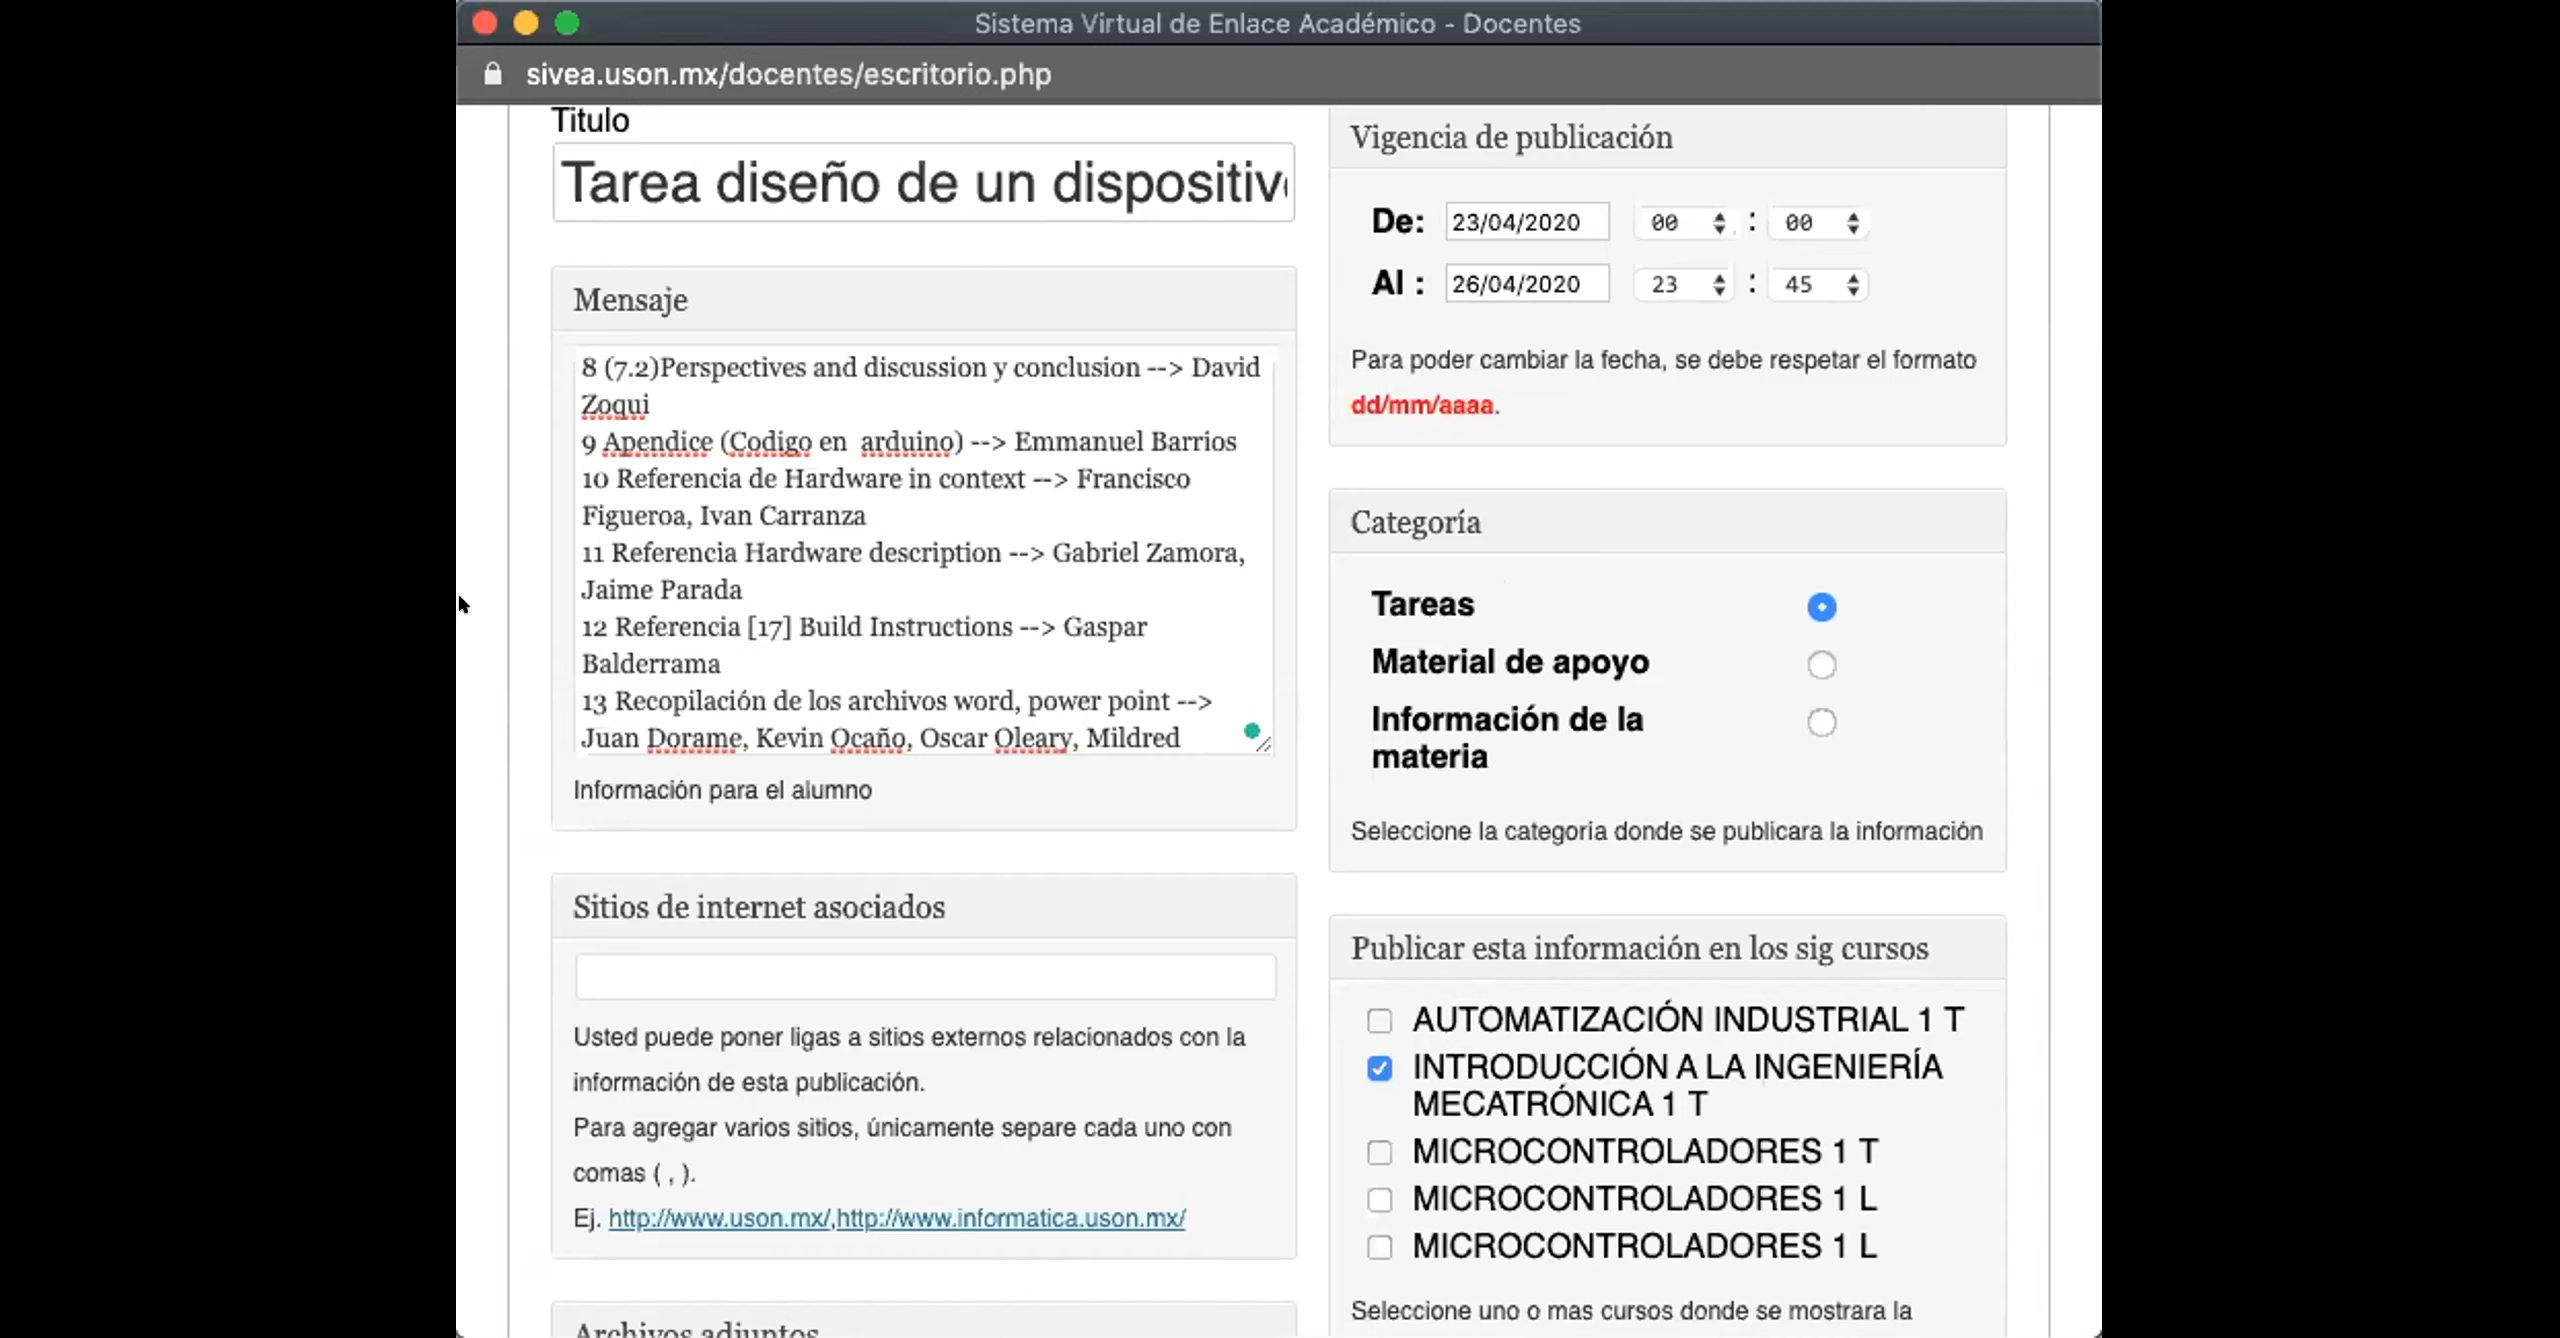 Sistema Virtual de Enlace Académico - Docentes
sivea.uson.mx/docentes/escritorio.php
Titulo
Tarea diseño de un dispositivo
Mensaje
8 (7.2)Perspectives and discussion y conclusion --> David
Zoqui
9 Apendice (Codigo en  arduino) --> Emmanuel Barrios
10 Referencia de Hardware in context --> Francisco
Figueroa, Ivan Carranza
11 Referencia Hardware description --> Gabriel Zamora,
Jaime Parada
12 Referencia [17] Build Instructions --> Gaspar
Balderrama
13 Recopilación de los archivos word, power point -->
Juan Dorame, Kevin Ocaño, Oscar Oleary, Mildred
Información para el alumno
Sitios de internet asociados
Usted puede poner ligas a sitios externos relacionados con la
información de esta publicación.
Para agregar varios sitios, únicamente separe cada uno con
comas ( , ).
Ej. http://www.uson.mx/,http://www.informatica.uson.mx/
Archivos adjuntos
Vigencia de publicación
De: 23/04/2020 00 : 00
Al : 26/04/2020 23 : 45
Para poder cambiar la fecha, se debe respetar el formato
dd/mm/aaaa.
Categoría
Tareas
Material de apoyo
Información de la
materia
Seleccione la categoria donde se publicara la información
Publicar esta información en los sig cursos
AUTOMATIZACIÓN INDUSTRIAL 1 T
INTRODUCCIÓN A LA INGENIERÍA
MECATRÓNICA 1 T
MICROCONTROLADORES 1 T
MICROCONTROLADORES 1 L
MICROCONTROLADORES 1 L
Seleccione uno o mas cursos donde se mostrara la